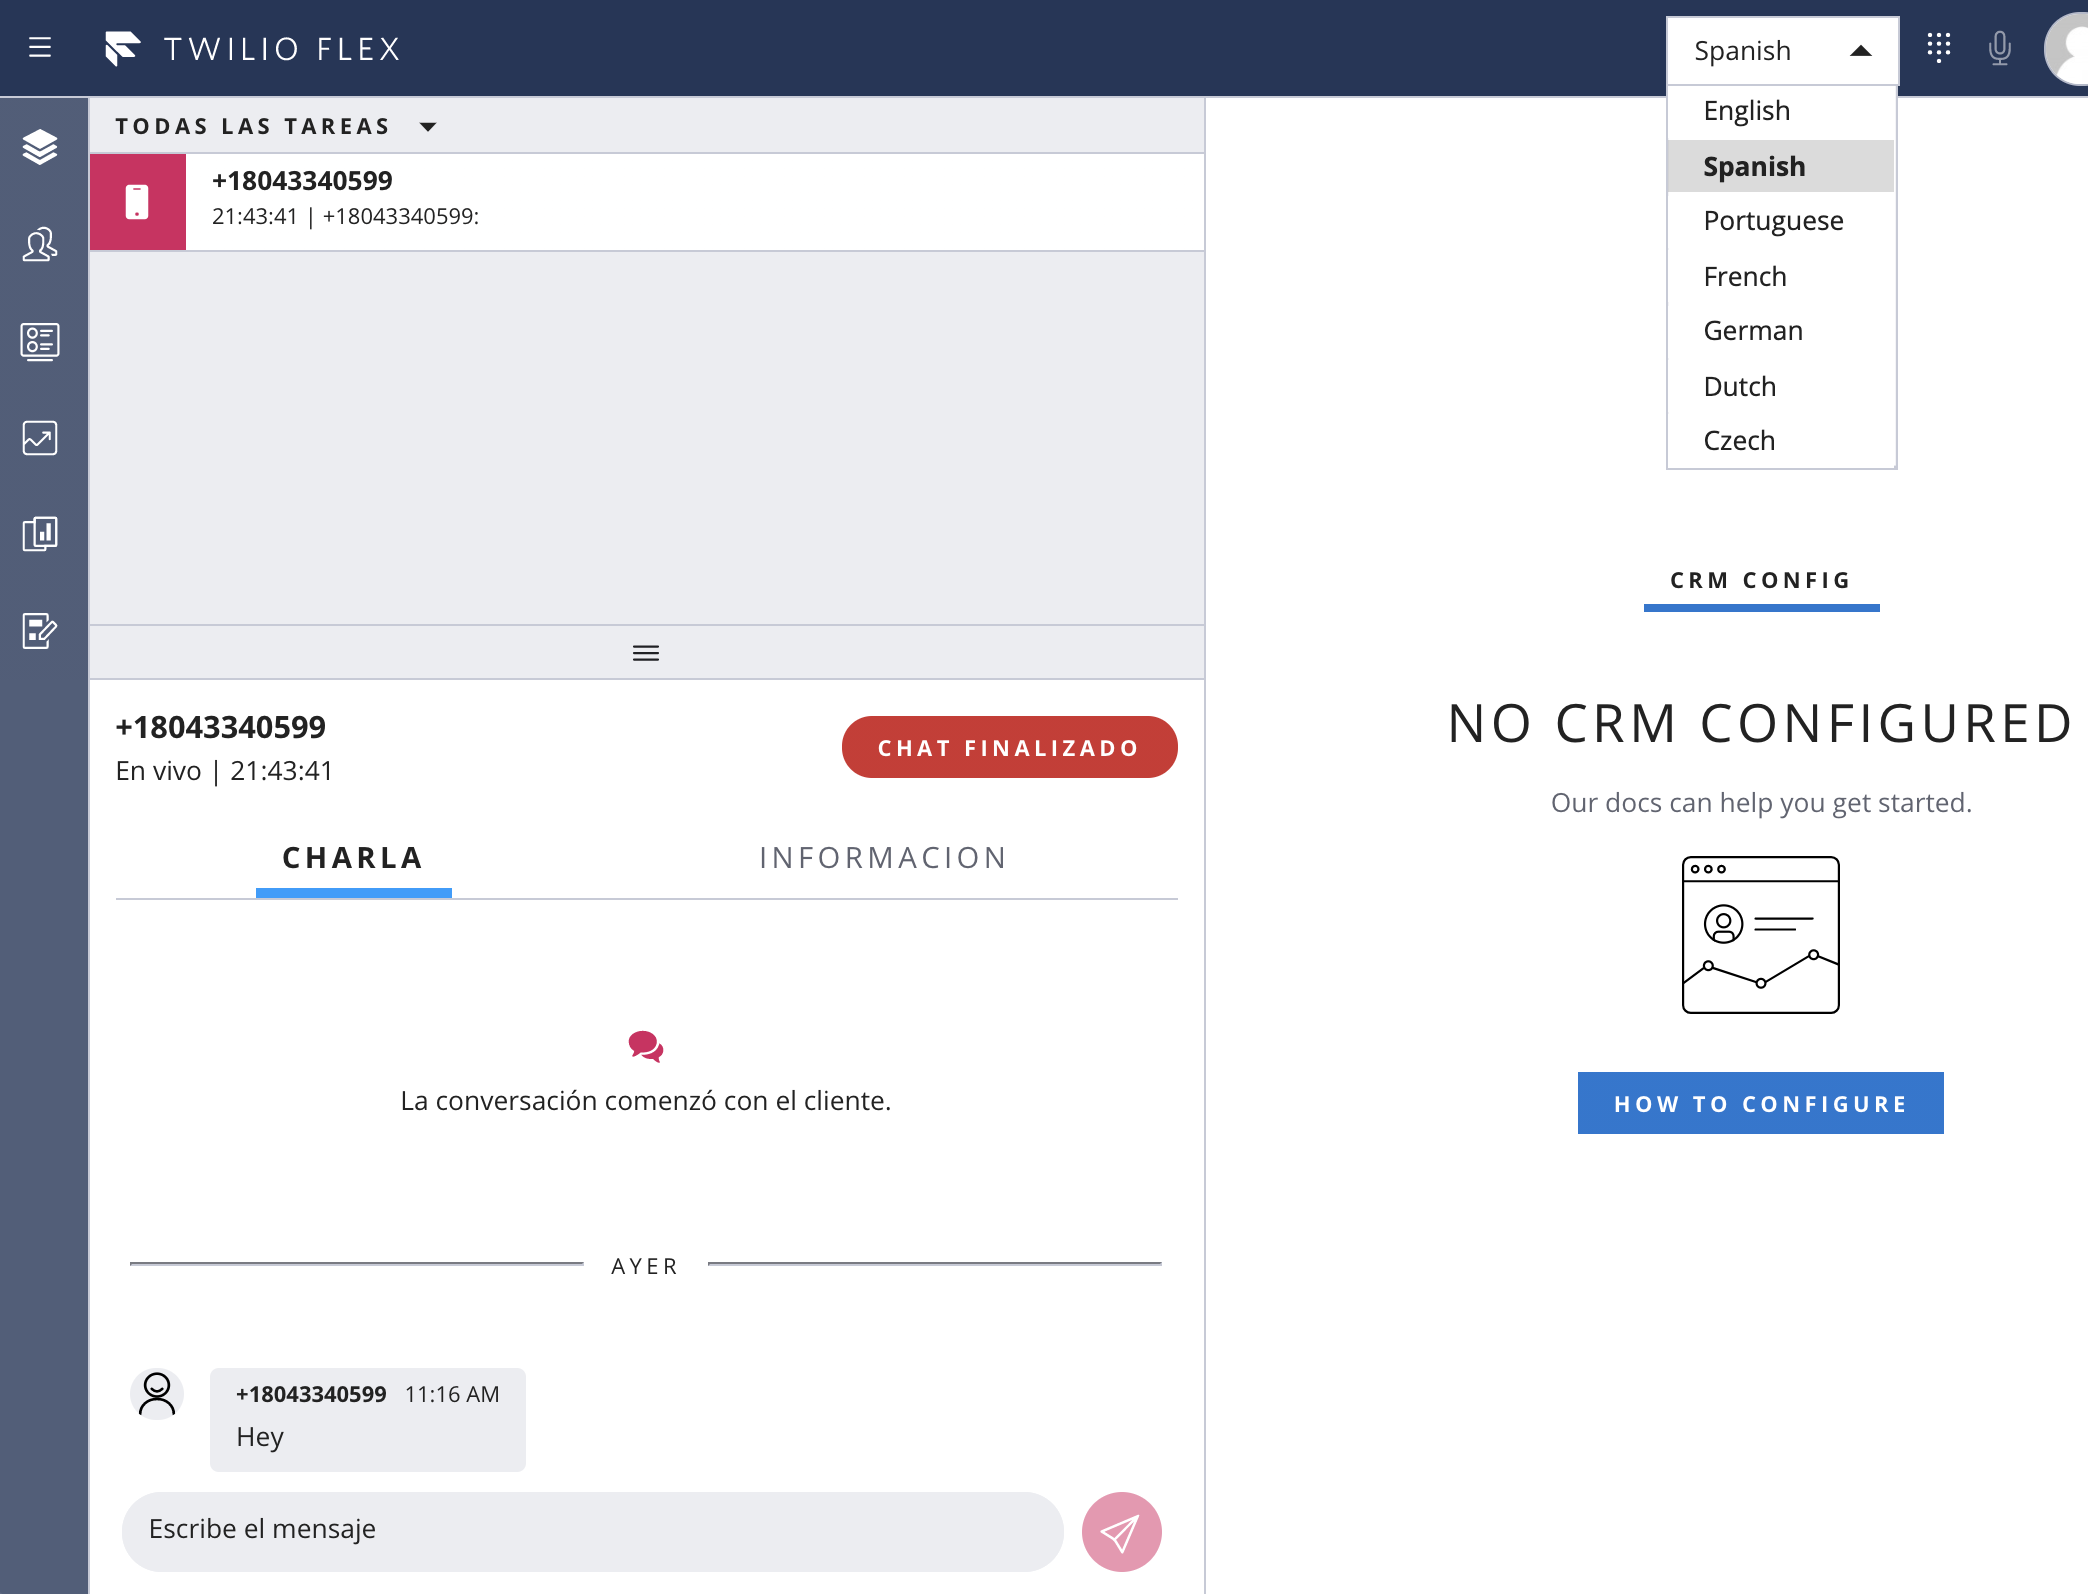 TWILIO FLEX
Spanish
English
Spanish
Portuguese
French
German
Dutch
Czech
TODAS LAS TAREAS
+18043340599
21:43:41 | +18043340599:
+18043340599
En vivo | 21:43:41
CHAT FINALIZADO
CHARLA
INFORMACION
La conversación comenzó con el cliente.
AYER
+18043340599 11:16 AM
Hey
Escribe el mensaje
CRM CONFIG
NO CRM CONFIGURED
Our docs can help you get started.
HOW TO CONFIGURE